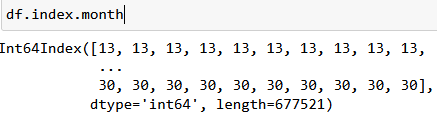 df.index.month
Int64Index([13, 13, 13, 13, 13, 13, 13, 13, 13, 13,
...
30, 30, 30, 30, 30, 30, 30, 30, 30, 30],
dtype='int64', length=677521)